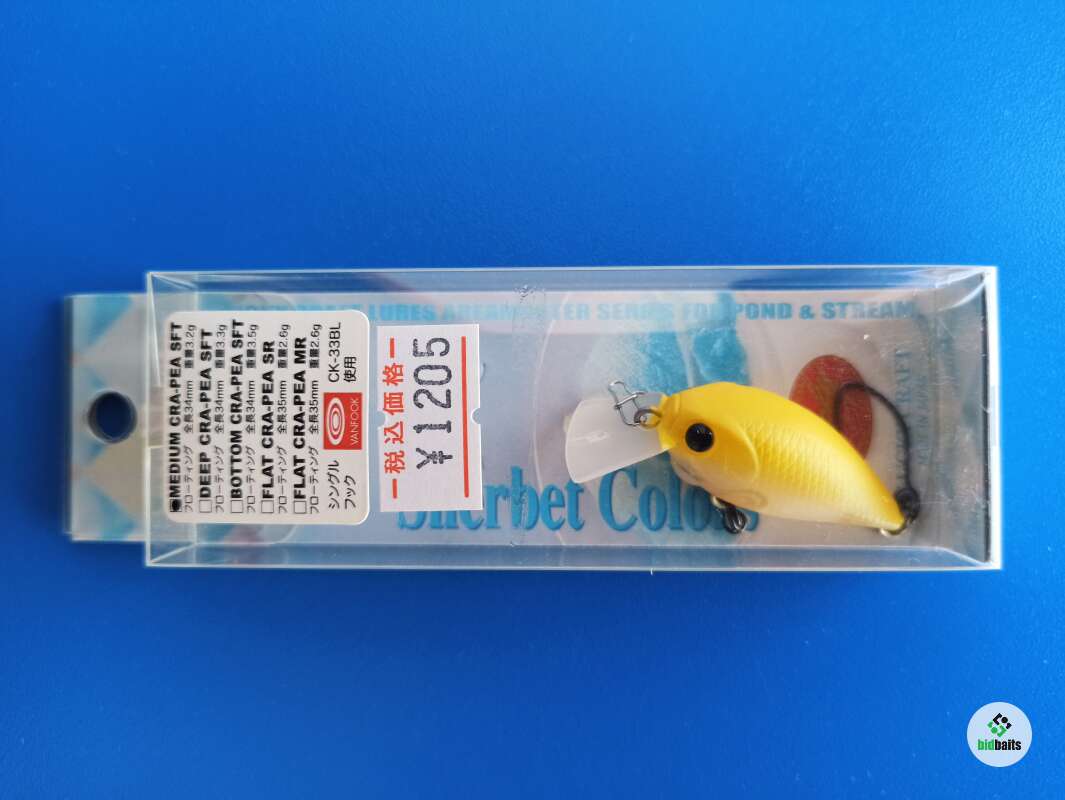 LURES AREA
TER SERIES FOR POND & STREAM
Sherbet Colors
■MEDIUM CRA-PEA SFT
フローティング 全長34mm 重量3.2g
□DEEP CRA-PEA SFT
フローティング 全長34mm 重量3.3g
□BOTTOM CRA-PEA SFT
フローティング 全長34mm 重量3.5g
□FLAT CRA-PEA SR
フローティング 全長35mm 重量2.6g
□FLAT CRA-PEA MR
フローティング 全長35mm 重量2.6g
シングル
フック
VANFOOK
CK-33BL
使用
税込価格
¥1205
CRAFT
bidbaits